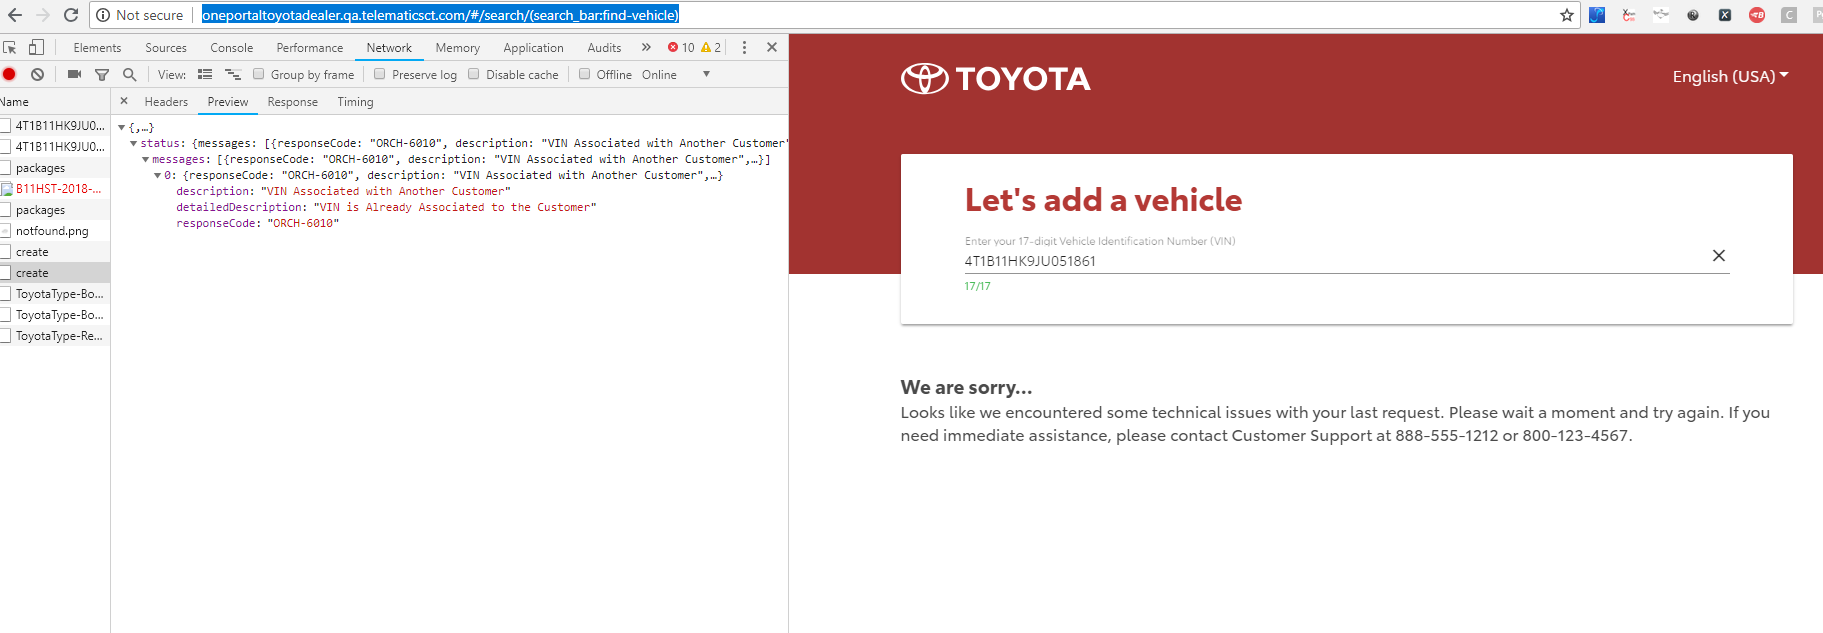 Not secure | oneportaltoyotadealer.qa.telematicsct.com/#/search/(search_bar:find-vehicle)
Elements Sources Console Performance Network Memory Application Audits » 10 2
View: Group by frame Preserve log Disable cache Offline Online
Name
4T1B11HK9JU0...
4T1B11HK9JU0...
packages
B11HST-2018-...
packages
notfound.png
create
create
ToyotaType-Bo...
ToyotaType-Bo...
ToyotaType-Re...
Headers Preview Response Timing
{,…}
status: {messages: [{responseCode: "ORCH-6010", description: "VIN Associated with Another Customer"
messages: [{responseCode: "ORCH-6010", description: "VIN Associated with Another Customer",…}]
0: {responseCode: "ORCH-6010", description: "VIN Associated with Another Customer",…}
description: "VIN Associated with Another Customer"
detailedDescription: "VIN is Already Associated to the Customer"
responseCode: "ORCH-6010"
TOYOTA
English (USA)
Let's add a vehicle
Enter your 17-digit Vehicle Identification Number (VIN)
4T1B11HK9JU051861
17/17
We are sorry...
Looks like we encountered some technical issues with your last request. Please wait a moment and try again. If you
need immediate assistance, please contact Customer Support at 888-555-1212 or 800-123-4567.